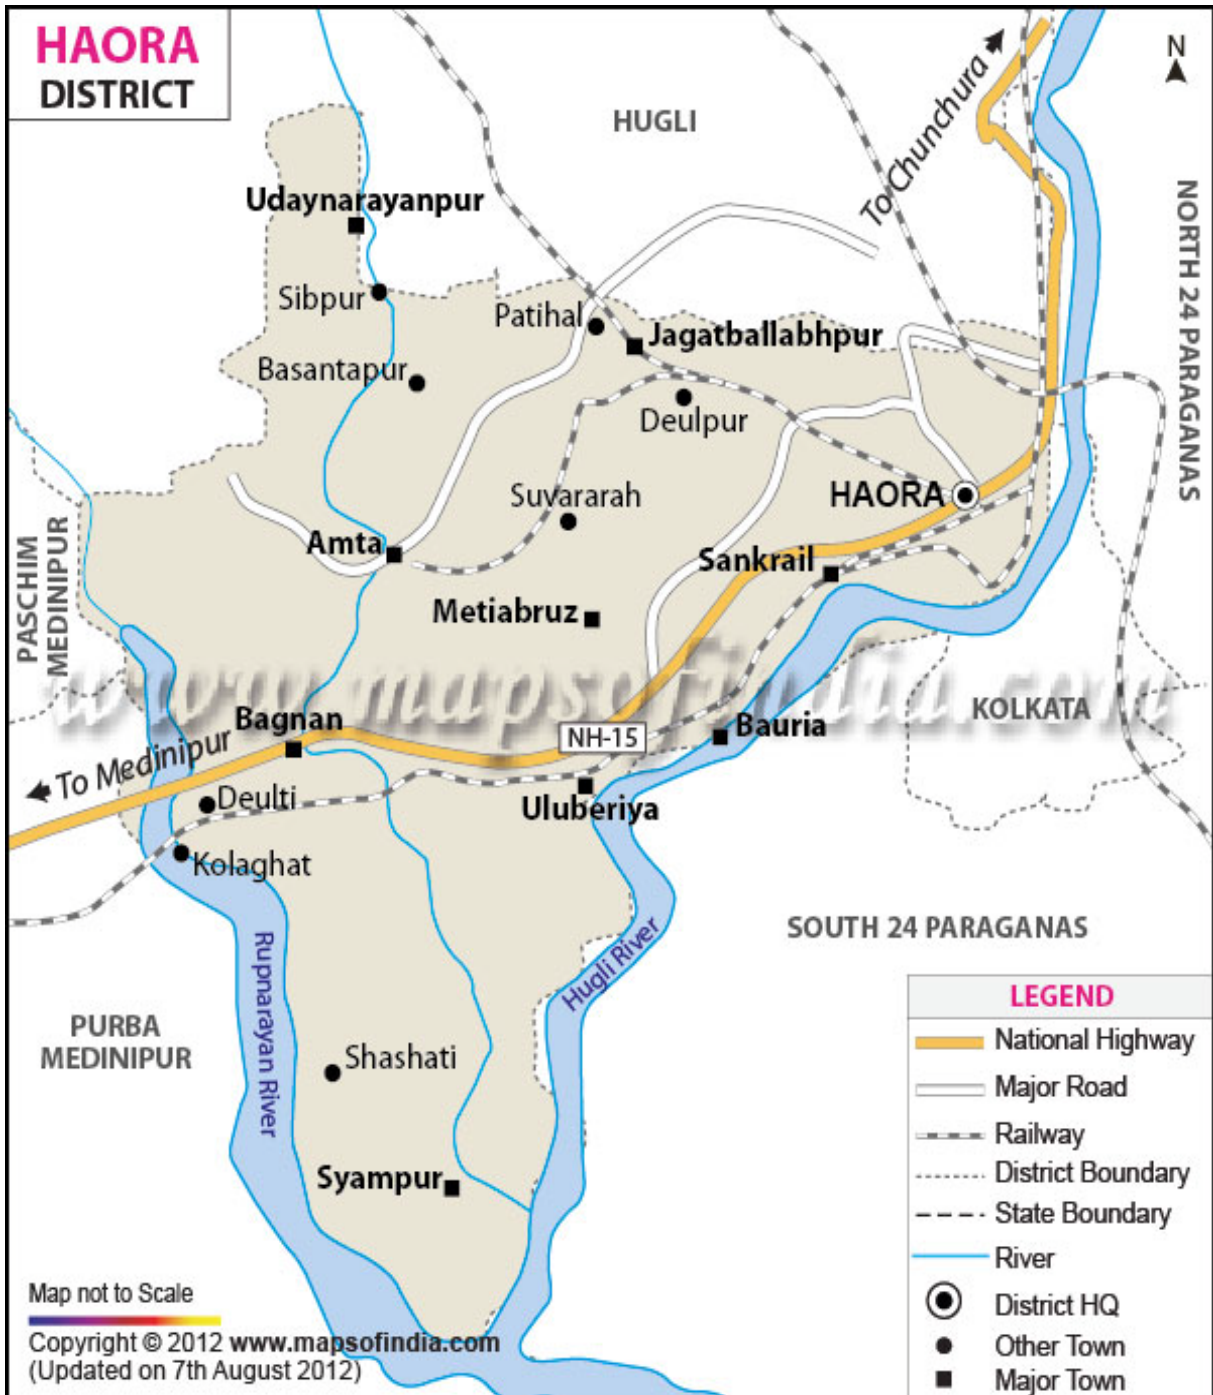 HAORA
DISTRICT
N
HUGLI
To Chunchura
NORTH 24 PARAGANAS
Udaynarayanpur
Sibpur
Patihal
Jagatballabhpur
Basantapur
Deulpur
HAORA
Suvararah
Amta
Sankrail
PASCHIM
MEDINIPUR
Metiabruz
www.mapsofindia.com
KOLKATA
Bagnan
NH-15
Bauria
To Medinipur
Deulti
Uluberiya
Kolaghat
SOUTH 24 PARAGANAS
Rupnarayan River
Hugli River
PURBA
MEDINIPUR
Shashati
Syampur
LEGEND
National Highway
Major Road
Railway
District Boundary
State Boundary
River
District HQ
Other Town
Major Town
Map not to Scale
Copyright © 2012 www.mapsofindia.com
(Updated on 7th August 2012)